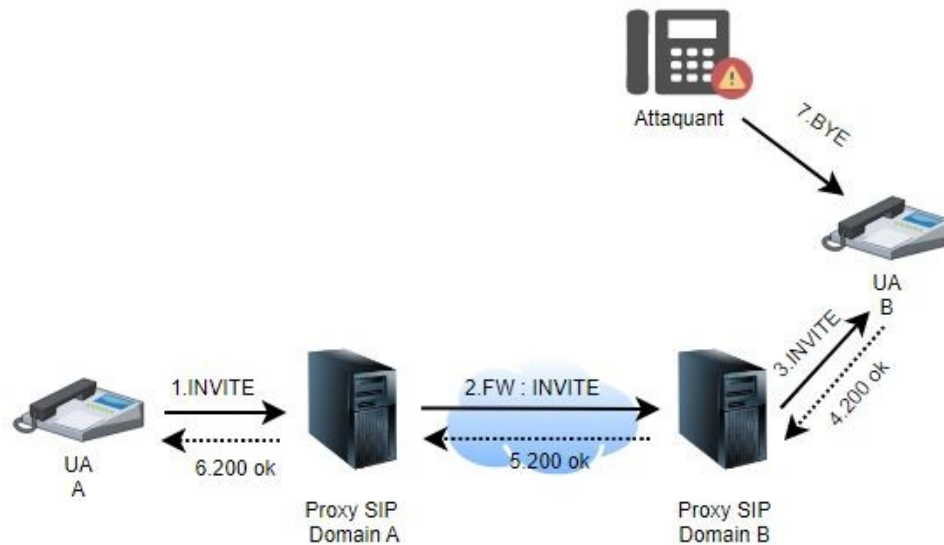 Attaquant
7.BYE
UA
B
3.INVITE
4.200 ok
1.INVITE
2.FW : INVITE
6.200 ok
5.200 ok
UA
A
Proxy SIP
Domain A
Proxy SIP
Domain B